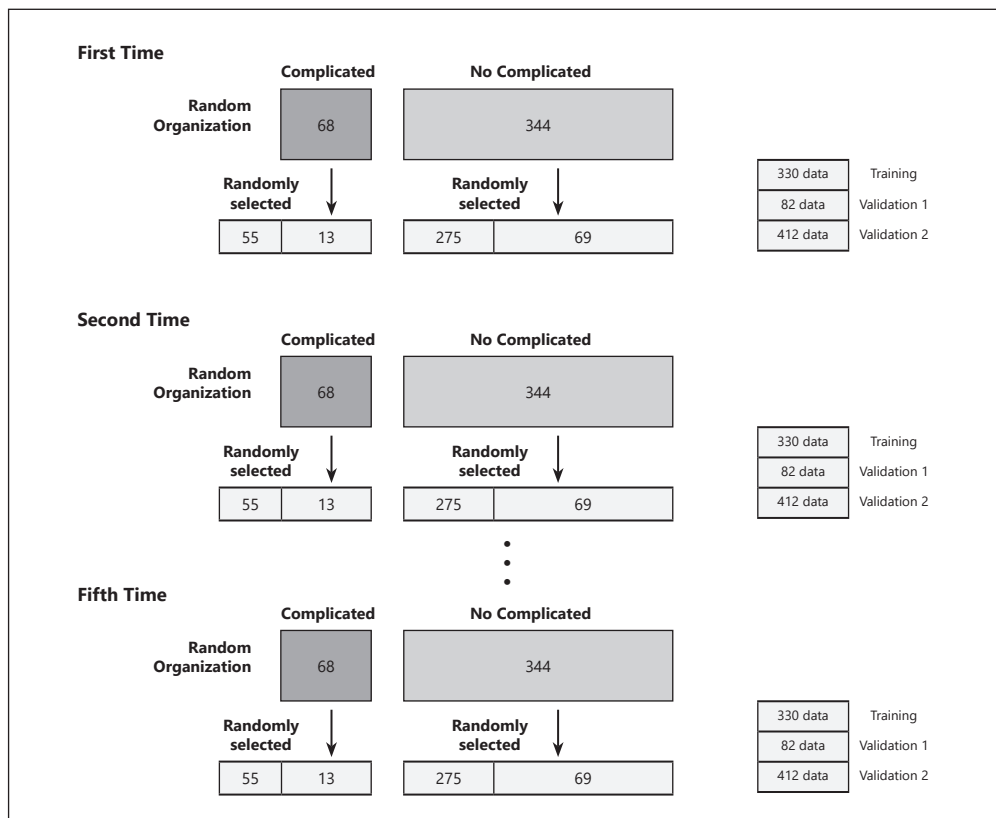 First Time
Complicated
No Complicated
Random
Organization
68
344
Randomly
selected
Randomly
selected
55
13
275
69
330 data
Training
82 data
Validation 1
412 data
Validation 2
Second Time
Complicated
No Complicated
Random
Organization
68
344
Randomly
selected
Randomly
selected
55
13
275
69
330 data
Training
82 data
Validation 1
412 data
Validation 2
Fifth Time
Complicated
No Complicated
Random
Organization
68
344
Randomly
selected
Randomly
selected
55
13
275
69
330 data
Training
82 data
Validation 1
412 data
Validation 2